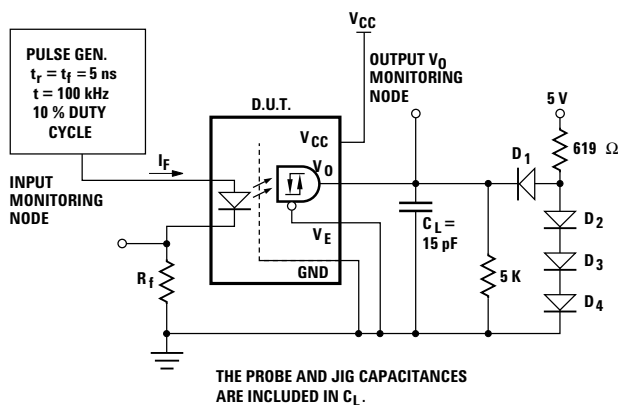 PULSE GEN.
tr = tf = 5 ns
t = 100 kHz
10 % DUTY
CYCLE
VCC
OUTPUT VO
MONITORING
NODE
D.U.T.
5 V
VCC
D1
619 Ω
IF
VO
INPUT
MONITORING
NODE
D2
CL =
15 pF
VE
D3
Rf
5 K
GND
D4
THE PROBE AND JIG CAPACITANCES
ARE INCLUDED IN CL.